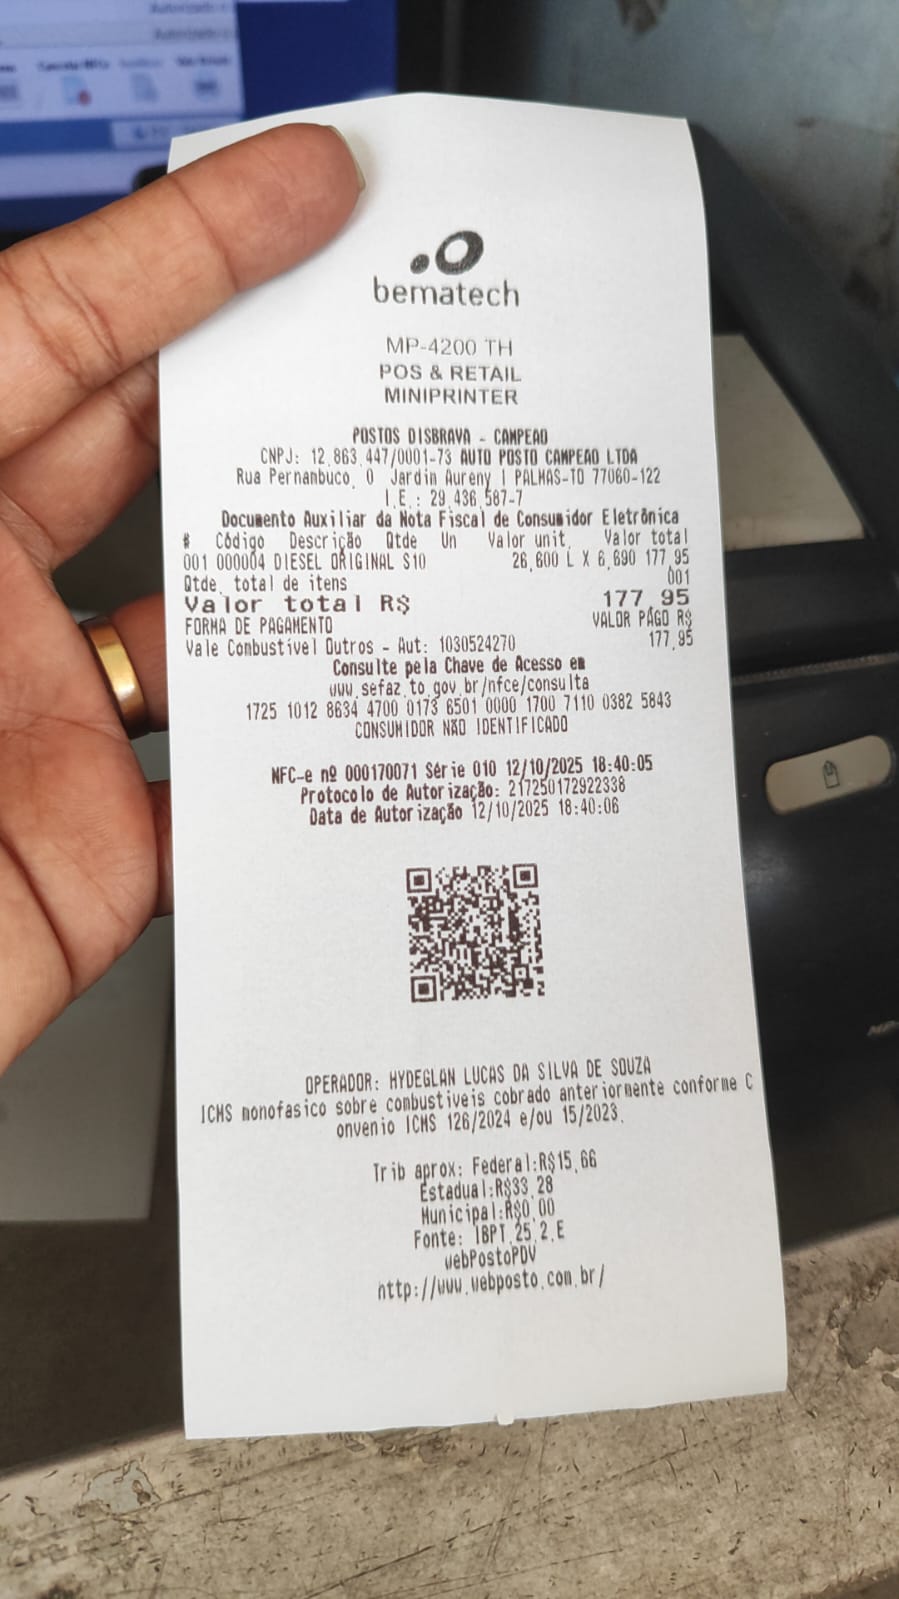 bematech
MP-4200 TH
POS & RETAIL
MINIPRINTER
POSTOS DISBRAVA - CAMPEAO
CNPJ: 12.863.447/0001-73 AUTO POSTO CAMPEAO LTDA
Rua Pernambuco, 0 Jardin Aureny I PALMAS-TO 77060-122
I.E.: 29.436.587-7
Documento Auxiliar da Nota Fiscal de Consumidor Eletrônica
# Código Descrição Qtde Un Valor unit. Valor total
001 000004 DIESEL ORIGINAL S10 26,600 L X 6,690 177,95
Qtde. total de itens 001
Valor total R$ 177,95
FORMA DE PAGAMENTO VALOR PAGO R$
Vale Combustível Outros - Aut: 1030524270 177,95
Consulte pela Chave de Acesso em
www.sefaz.to.gov.br/nfce/consulta
1725 1012 8634 4700 0173 6501 0000 1700 7110 0382 5843
CONSUMIDOR NÃO IDENTIFICADO
NFC-e nº 000170071 Série 010 12/10/2025 18:40:05
Protocolo de Autorização: 217250172922338
Data de Autorização 12/10/2025 18:40:06
OPERADOR: HYDEGLAN LUCAS DA SILVA DE SOUZA
ICMS monofasico sobre combustiveis cobrado anteriormente conforme C
onvenio ICMS 126/2024 e/ou 15/2023.
Trib aprox: Federal:R$15,66
Estadual:R$33,28
Municipal:R$0,00
Fonte: IBPT.25.2.E
webPostoPDV
http://www.webposto.com.br/